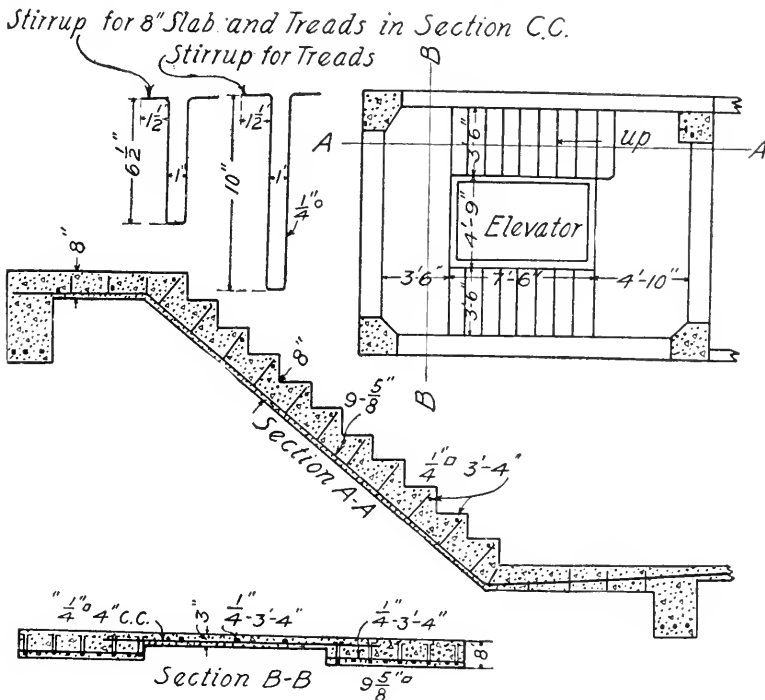 Stirrup for 8" Slab and Treads in Section C.C.
Stirrup for Treads
1 1/2"
6 1/2"
1"
1 1/2"
10"
1"
1/4"▫
B
A
A
up
3'-6"
4'-9"
Elevator
3'6"
7'-6"
4'-10"
3'6"
B
8"
8"
9-5/8"
Section A-A
1/4"▫ 3'-4"
"1/4"▫ 4" C.C.
3"
1/4"-3'-4"
1/4"-3'-4"
8"
Section B-B
9 5/8"▫